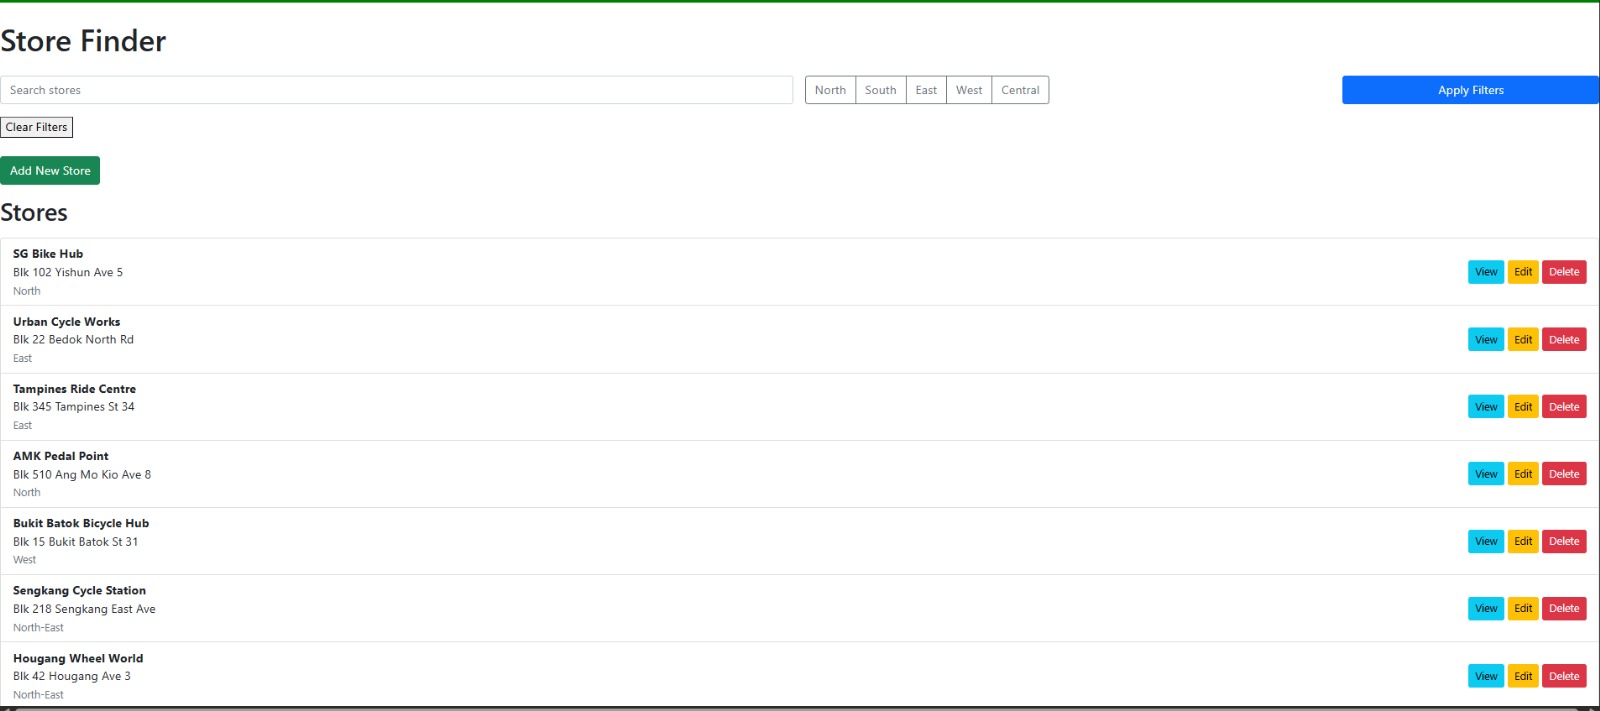 Store Finder
Search stores North South East West Central Apply Filters
Clear Filters
Add New Store
Stores
SG Bike Hub
Blk 102 Yishun Ave 5 View Edit Delete
North
Urban Cycle Works
Blk 22 Bedok North Rd View Edit Delete
East
Tampines Ride Centre
Blk 345 Tampines St 34 View Edit Delete
East
AMK Pedal Point
Blk 510 Ang Mo Kio Ave 8 View Edit Delete
North
Bukit Batok Bicycle Hub
Blk 15 Bukit Batok St 31 View Edit Delete
West
Sengkang Cycle Station
Blk 218 Sengkang East Ave View Edit Delete
North-East
Hougang Wheel World
Blk 42 Hougang Ave 3 View Edit Delete
North-East